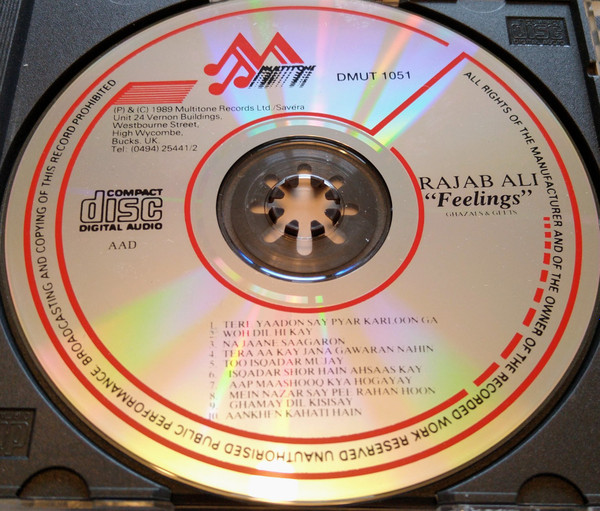 MULTITONE
DMUT 1051
(P) & (C) 1989 Multitone Records Ltd./Savera
Unit 24 Vernon Buildings,
Westbourne Street,
High Wycombe,
Bucks. UK.
Tel: (0494) 25441/2
COMPACT
disc
DIGITAL AUDIO
AAD
RAJAB ALI
“Feelings”
GHAZALS & GEETS
1. TERI YAADON SAY PYAR KARLOON GA
2. WOH DIL HI KAY
3. NA JAANE SAAGARON
4. TERA AA KAY JANA GAWARAN NAHIN
5. TOO ISQADAR MUJAY
6. ISQADAR SHOR HAIN AHSAAS KAY
7. AAP MAASHOOQ KYA HOGAYAY
8. MEIN NAZAR SAY PEE RAHAN HOON
9. GHAMAY DIL KISISAY
10. AANKHEN KAHATI HAIN
ALL RIGHTS OF THE MANUFACTURER AND OF THE OWNER OF THE RECORDED WORK RESERVED UNAUTHORISED PUBLIC PERFORMANCE BROADCASTING AND COPYING OF THIS RECORD PROHIBITED